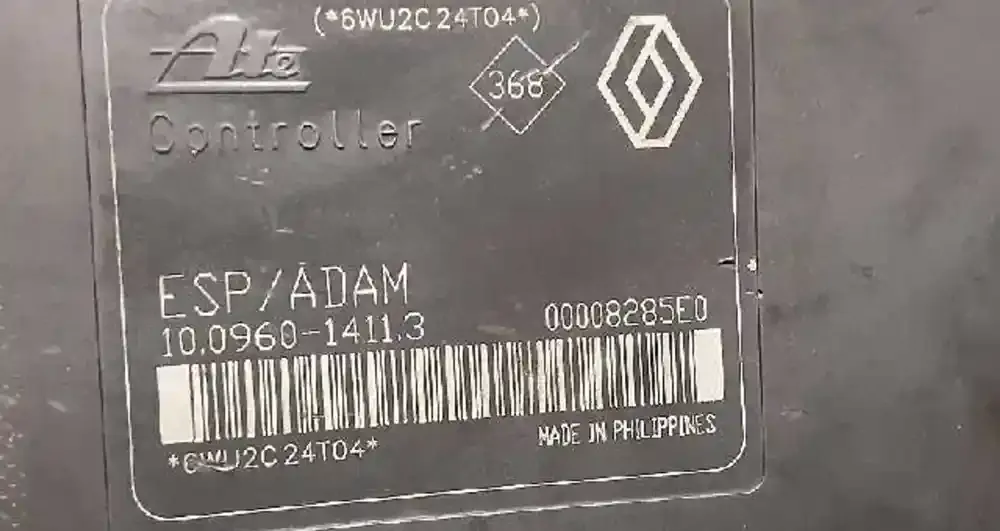 (*6WU2C24T04*)
Ate
368
Controller
ESP/ADAM
10.0960-1411.3
00008285E0
*6WU2C24T04*
MADE IN PHILIPPINES